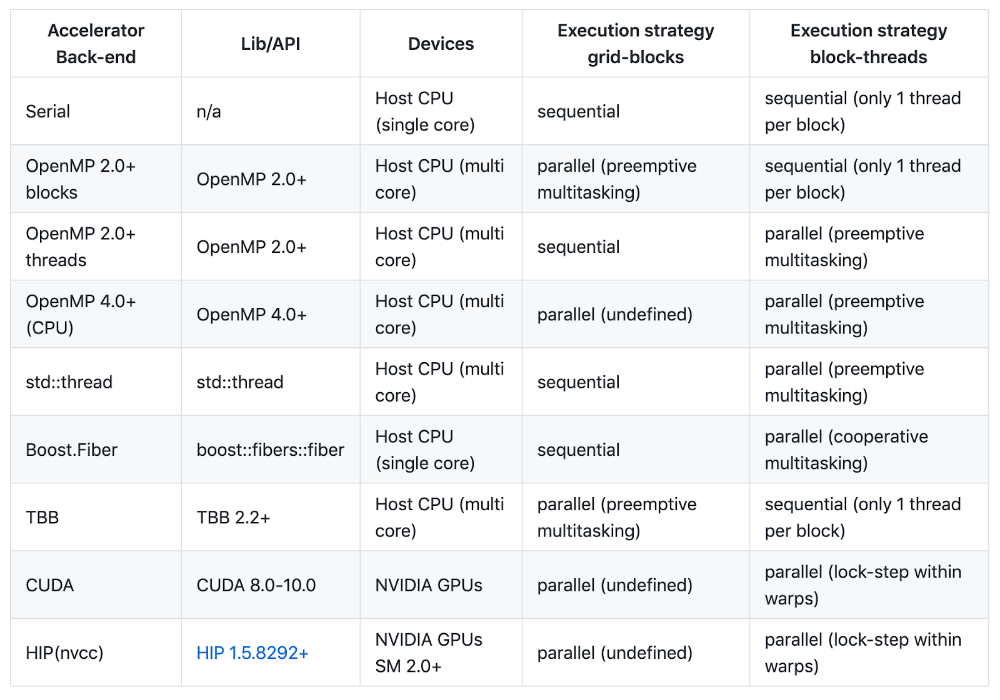 Accelerator
Back-end
Lib/API
Devices
Execution strategy
grid-blocks
Execution strategy
block-threads
Serial
n/a
Host CPU
(single core)
sequential
sequential (only 1 thread
per block)
OpenMP 2.0+
blocks
OpenMP 2.0+
Host CPU (multi
core)
parallel (preemptive
multitasking)
sequential (only 1 thread
per block)
OpenMP 2.0+
threads
OpenMP 2.0+
Host CPU (multi
core)
sequential
parallel (preemptive
multitasking)
OpenMP 4.0+
(CPU)
OpenMP 4.0+
Host CPU (multi
core)
parallel (undefined)
parallel (preemptive
multitasking)
std::thread
std::thread
Host CPU (multi
core)
sequential
parallel (preemptive
multitasking)
Boost.Fiber
boost::fibers::fiber
Host CPU
(single core)
sequential
parallel (cooperative
multitasking)
TBB
TBB 2.2+
Host CPU (multi
core)
parallel (preemptive
multitasking)
sequential (only 1 thread
per block)
CUDA
CUDA 8.0-10.0
NVIDIA GPUs
parallel (undefined)
parallel (lock-step within
warps)
HIP(nvcc)
HIP 1.5.8292+
NVIDIA GPUs
SM 2.0+
parallel (undefined)
parallel (lock-step within
warps)